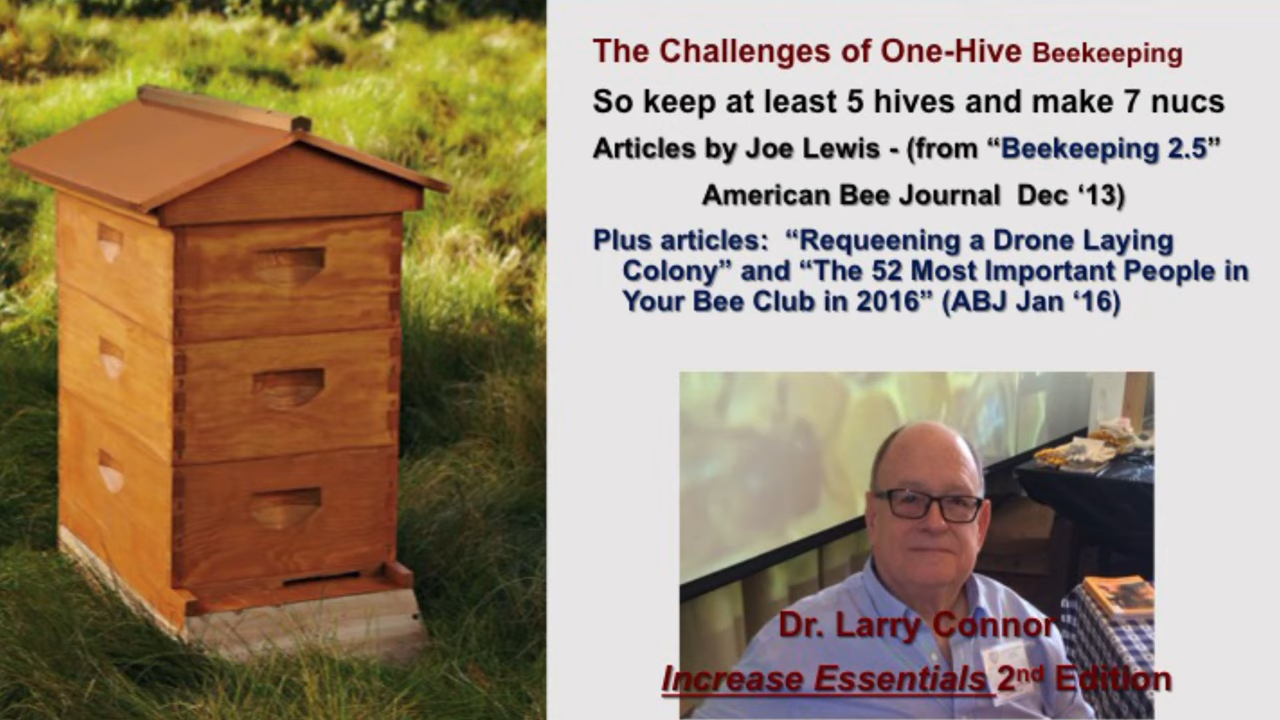 The Challenges of One-Hive Beekeeping
So keep at least 5 hives and make 7 nucs
Articles by Joe Lewis - (from “Beekeeping 2.5”
American Bee Journal Dec ‘13)
Plus articles: “Requeening a Drone Laying
Colony” and “The 52 Most Important People in
Your Bee Club in 2016” (ABJ Jan ‘16)
Dr. Larry Connor
Increase Essentials 2nd Edition